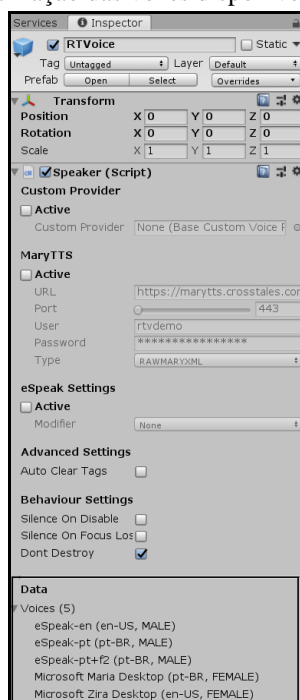 Services Inspector
RTVoice Static
Tag Untagged Layer Default
Prefab Open Select Overrides
Transform
Position X 0 Y 0 Z 0
Rotation X 0 Y 0 Z 0
Scale X 1 Y 1 Z 1
Speaker (Script)
Custom Provider
Active
Custom Provider None (Base Custom Voice P
MaryTTS
Active
URL https://marytts.crosstales.com
Port 443
User rtvdemo
Password ****************
Type RAWMARYXML
eSpeak Settings
Active
Modifier None
Advanced Settings
Auto Clear Tags
Behaviour Settings
Silence On Disable
Silence On Focus Los
Dont Destroy
Data
Voices (5)
eSpeak-en (en-US, MALE)
eSpeak-pt (pt-BR, MALE)
eSpeak-pt+f2 (pt-BR, MALE)
Microsoft Maria Desktop (pt-BR, FEMALE)
Microsoft Zira Desktop (en-US, FEMALE)